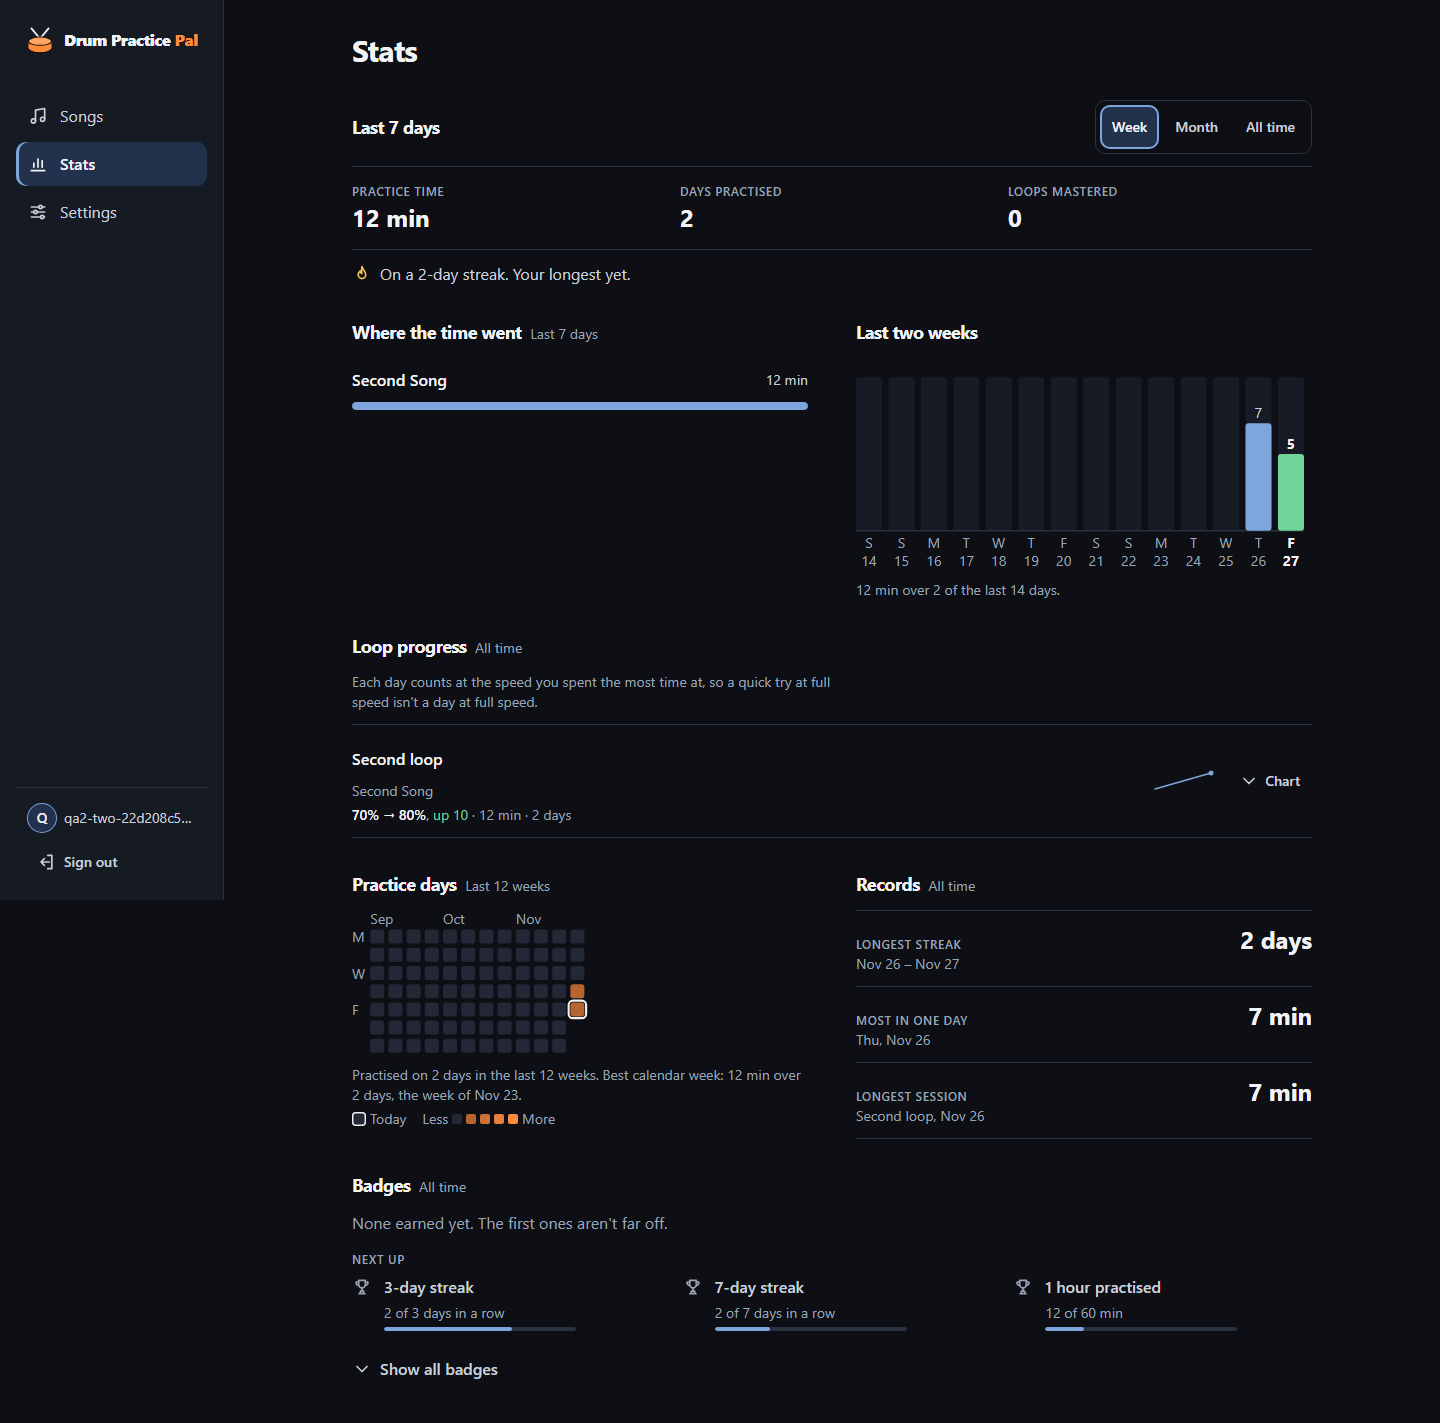 Drum Practice Pal
Songs
Stats
Settings
qa2-two-22d208c5...
Q
Sign out
Stats
Last 7 days
Week Month All time
PRACTICE TIME
12 min
DAYS PRACTISED
2
LOOPS MASTERED
0
On a 2-day streak. Your longest yet.
Where the time went Last 7 days
Second Song 12 min
Last two weeks
7
5
S S M T W T F S S M T W T F
14 15 16 17 18 19 20 21 22 23 24 25 26 27
12 min over 2 of the last 14 days.
Loop progress All time
Each day counts at the speed you spent the most time at, so a quick try at full
speed isn't a day at full speed.
Second loop
Second Song
70% → 80%, up 10 · 12 min · 2 days
Chart
Practice days Last 12 weeks
Sep Oct Nov
M
W
F
Practised on 2 days in the last 12 weeks. Best calendar week: 12 min over
2 days, the week of Nov 23.
Today Less More
Records All time
LONGEST STREAK
Nov 26 – Nov 27
2 days
MOST IN ONE DAY
Thu, Nov 26
7 min
LONGEST SESSION
Second loop, Nov 26
7 min
Badges All time
None earned yet. The first ones aren't far off.
NEXT UP
3-day streak
2 of 3 days in a row
7-day streak
2 of 7 days in a row
1 hour practised
12 of 60 min
Show all badges